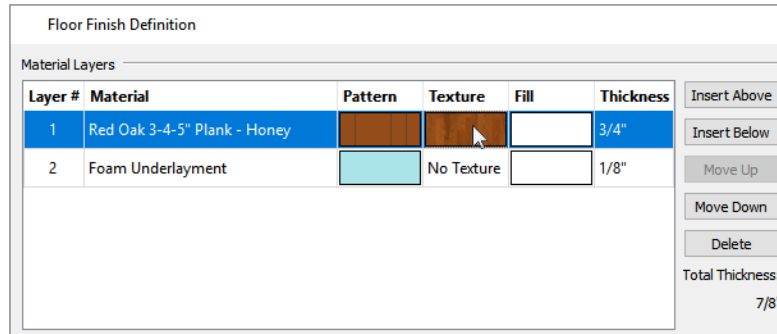 Floor Finish Definition
Material Layers
Layer # Material Pattern Texture Fill Thickness
1 Red Oak 3-4-5" Plank - Honey 3/4"
2 Foam Underlayment No Texture 1/8"
Insert Above
Insert Below
Move Up
Move Down
Delete
Total Thickness
7/8"